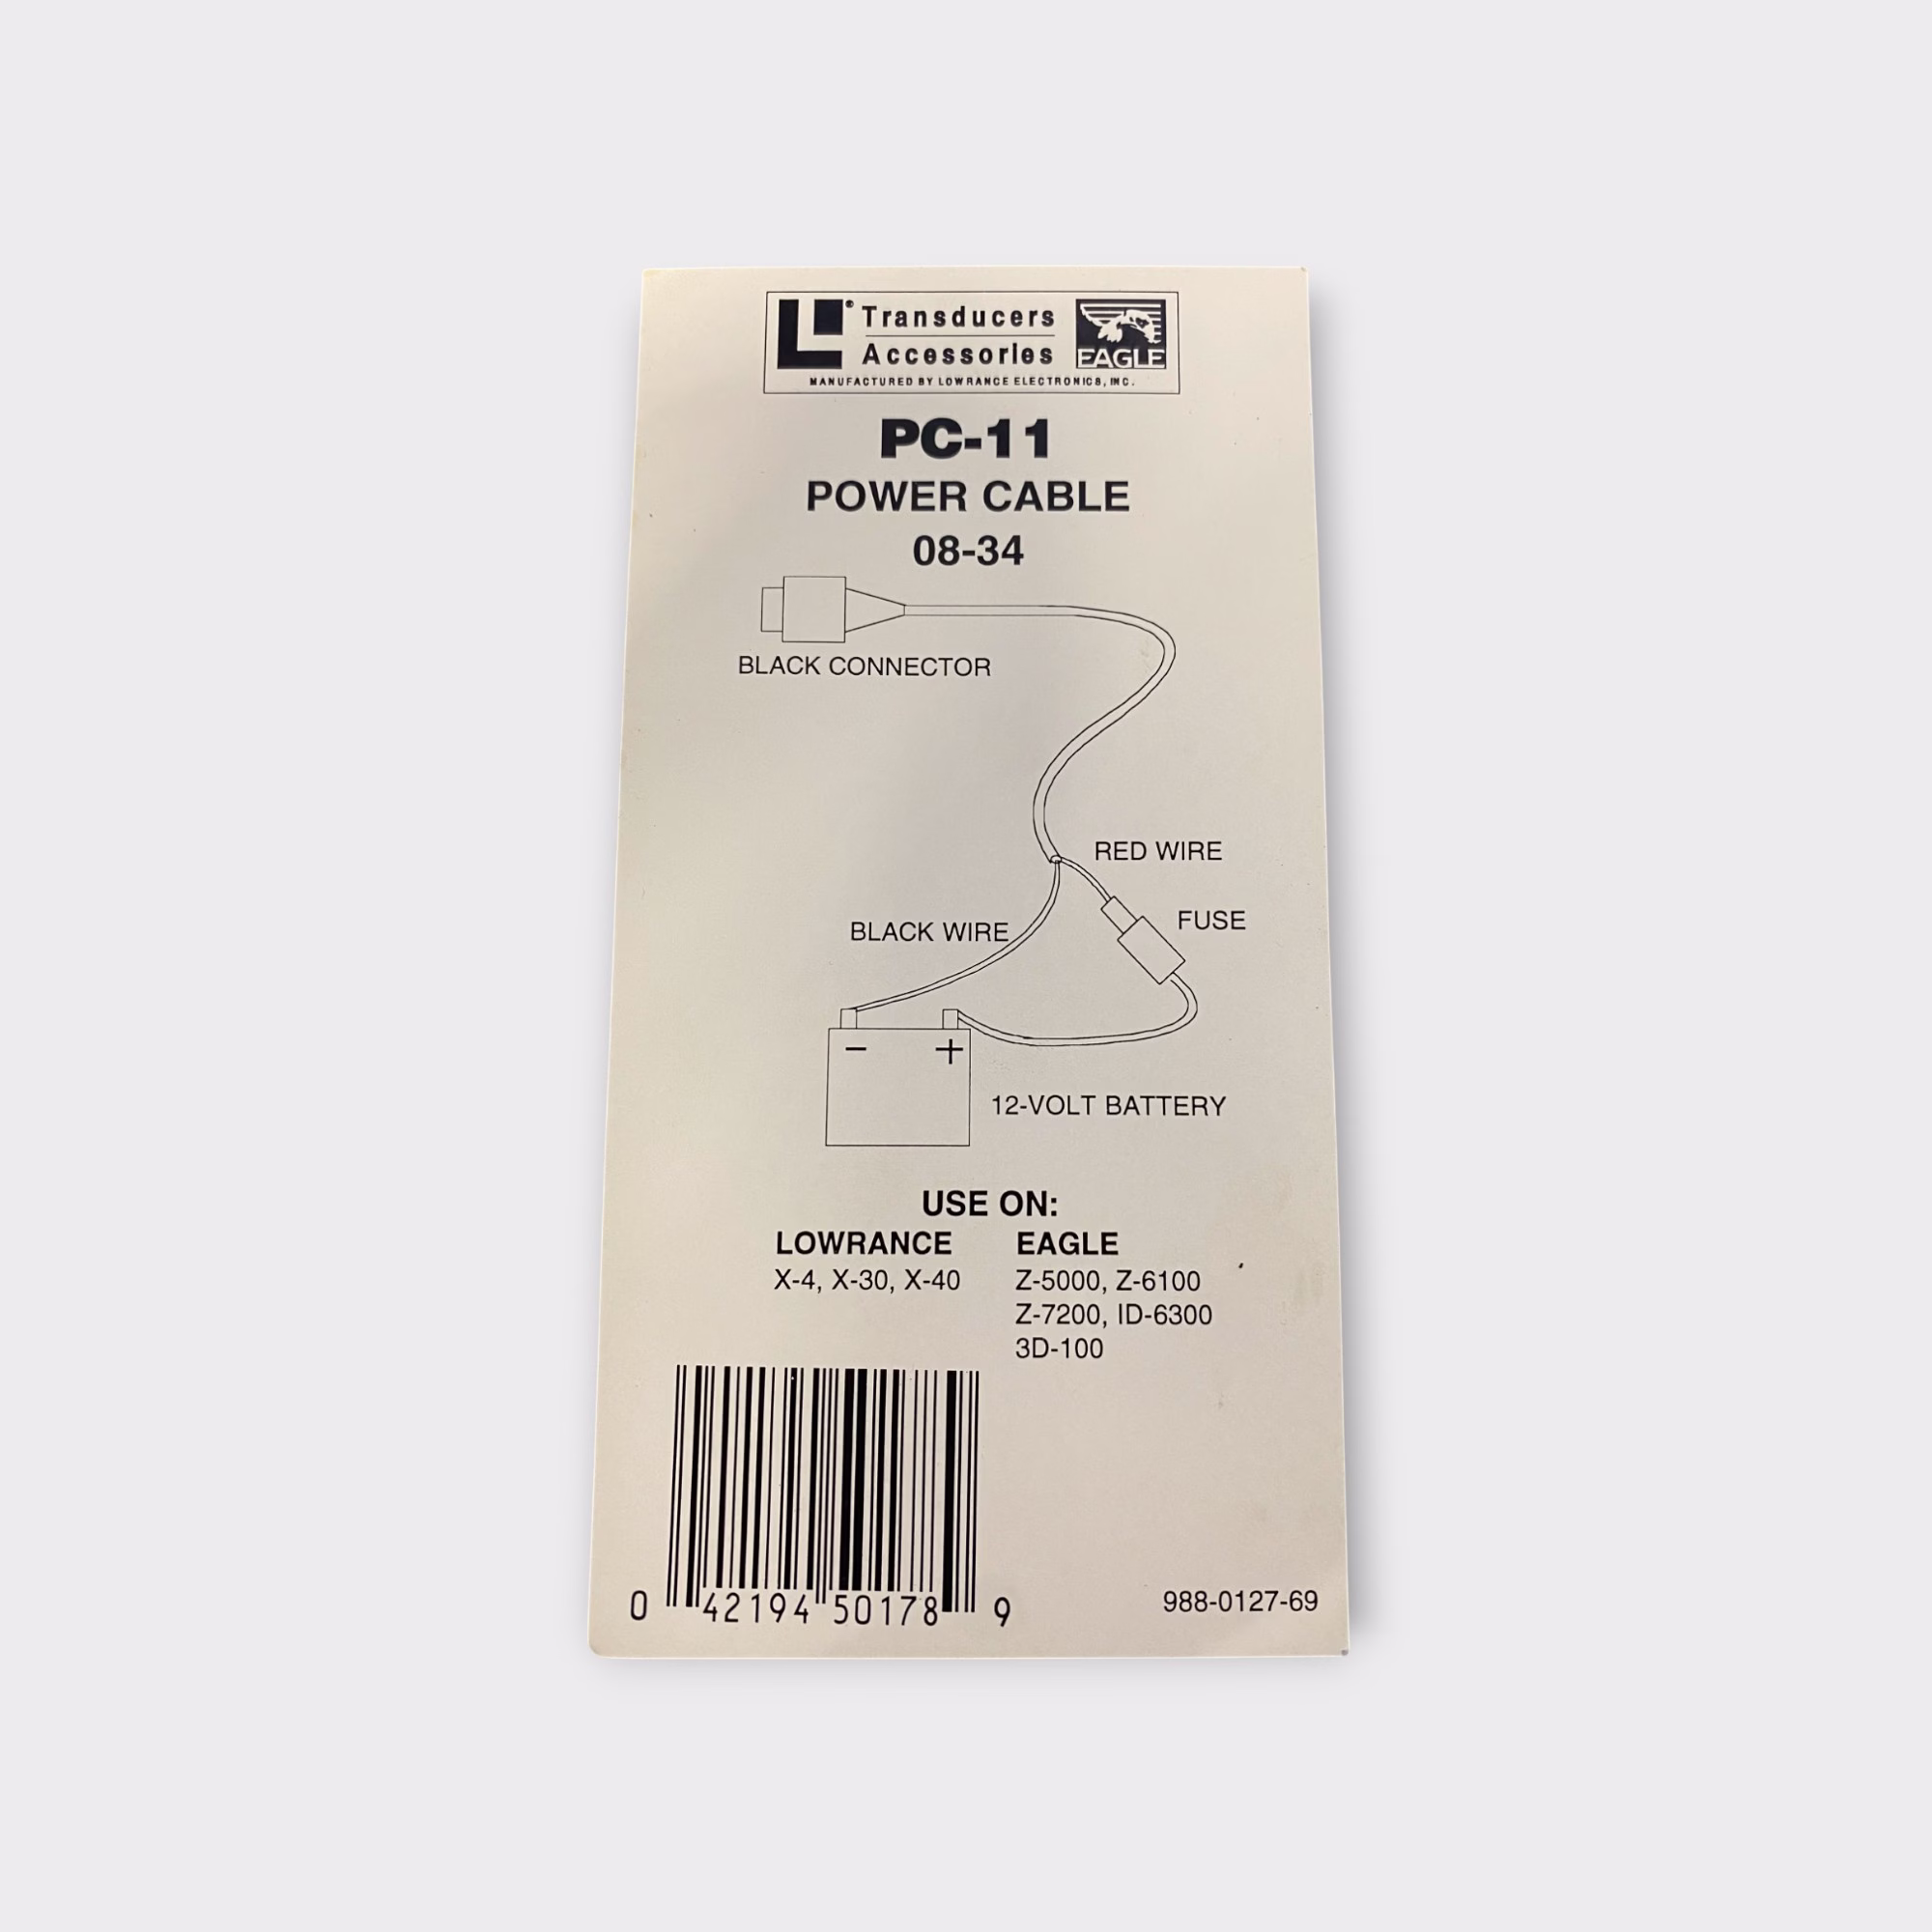 ® Transducers
Accessories
EAGLE
MANUFACTURED BY LOWRANCE ELECTRONICS, INC.
PC-11
POWER CABLE
08-34
BLACK CONNECTOR
RED WIRE
FUSE
BLACK WIRE
- +
12-VOLT BATTERY
USE ON:
LOWRANCE EAGLE
X-4, X-30, X-40 Z-5000, Z-6100
Z-7200, ID-6300
3D-100
0 42194 50178 9
988-0127-69